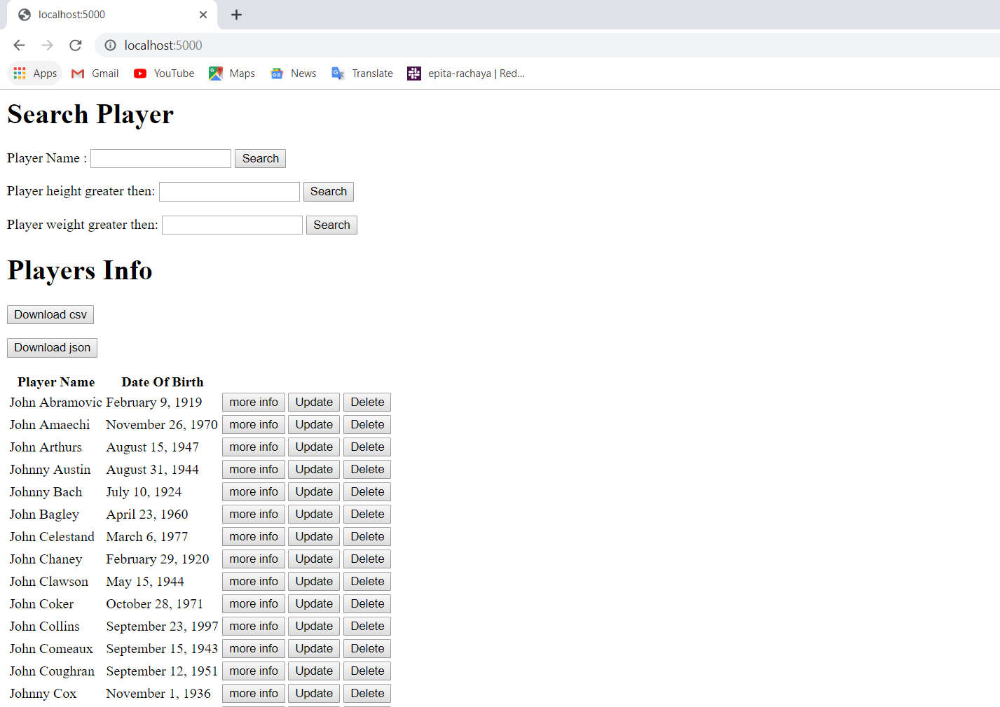 localhost:5000
localhost:5000
Apps Gmail YouTube Maps News Translate epita-rachaya | Red...
Search Player
Player Name : Search
Player height greater then: Search
Player weight greater then: Search
Players Info
Download csv
Download json
Player Name Date Of Birth
John Abramovic February 9, 1919 more info Update Delete
John Amaechi November 26, 1970 more info Update Delete
John Arthurs August 15, 1947 more info Update Delete
Johnny Austin August 31, 1944 more info Update Delete
Johnny Bach July 10, 1924 more info Update Delete
John Bagley April 23, 1960 more info Update Delete
John Celestand March 6, 1977 more info Update Delete
John Chaney February 29, 1920 more info Update Delete
John Clawson May 15, 1944 more info Update Delete
John Coker October 28, 1971 more info Update Delete
John Collins September 23, 1997 more info Update Delete
John Comeaux September 15, 1943 more info Update Delete
John Coughran September 12, 1951 more info Update Delete
Johnny Cox November 1, 1936 more info Update Delete